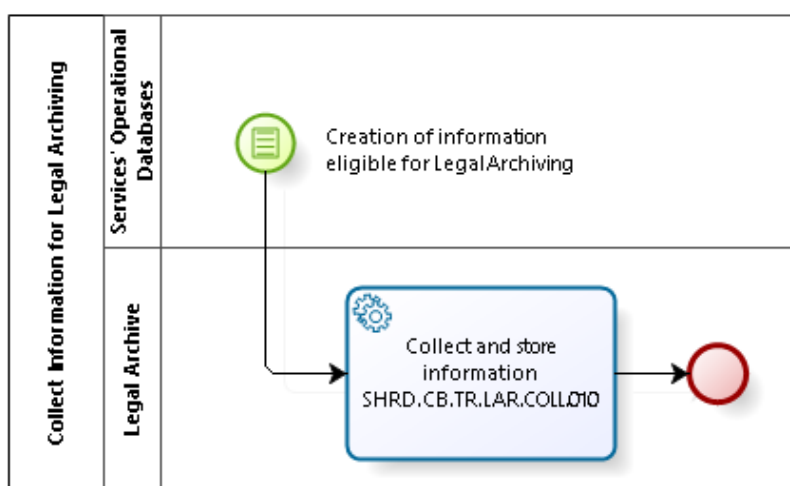 Collect Information for Legal Archiving
Services' Operational
Databases
Creation of information
eligible for Legal Archiving
Legal Archive
Collect and store
information
SHRD.CB.TR.LAR.COLL.010